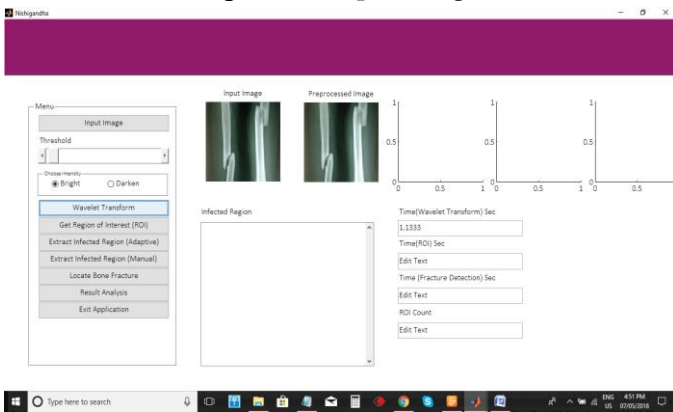 Nishigandha
Menu
Input Image
Threshold
Choose Intensity
Bright
Darken
Wavelet Transform
Get Region of Interest (ROI)
Extract Infected Region (Adaptive)
Extract Infected Region (Manual)
Locate Bone Fracture
Result Analysis
Exit Application
Input Image
Preprocessed Image
1
0.5
0
0 0.5 1
1
0.5
0
0 0.5 1
1
0.5
0
0 0.5
Infected Region
Time(Wavelet Transform) Sec
1.1333
Time(ROI) Sec
Edit Text
Time (Fracture Detection) Sec
Edit Text
ROI Count
Edit Text
Type here to search
ENG
US
4:51 PM
07/05/2018